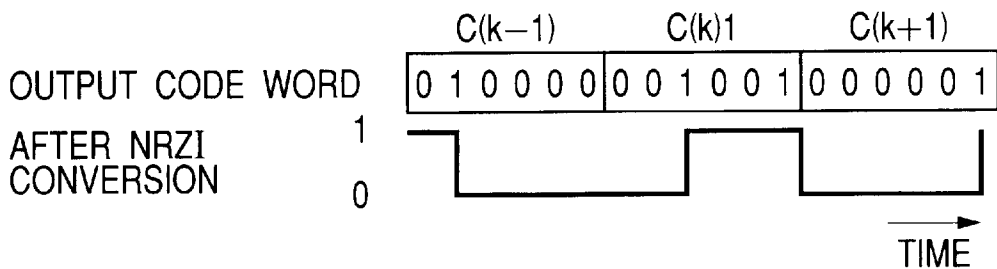 C(k−1) C(k)1 C(k+1)
OUTPUT CODE WORD 0 1 0 0 0 0 0 0 1 0 0 1 0 0 0 0 0 1
AFTER NRZI 1
CONVERSION 0
TIME